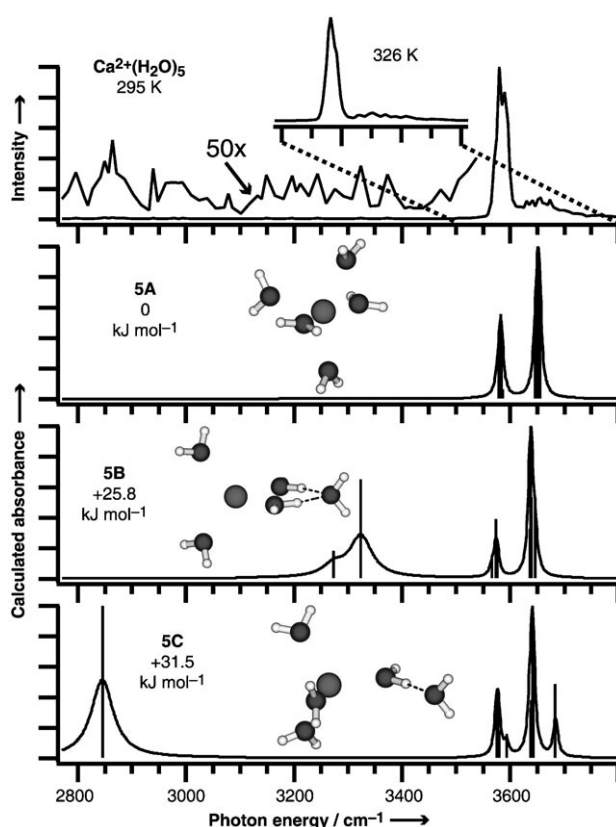 Intensity →
Ca²⁺(H₂O)₅
295 K
50x
326 K
Calculated absorbance →
5A
0
kJ mol⁻¹
5B
+25.8
kJ mol⁻¹
5C
+31.5
kJ mol⁻¹
2800 3000 3200 3400 3600
Photon energy / cm⁻¹ →